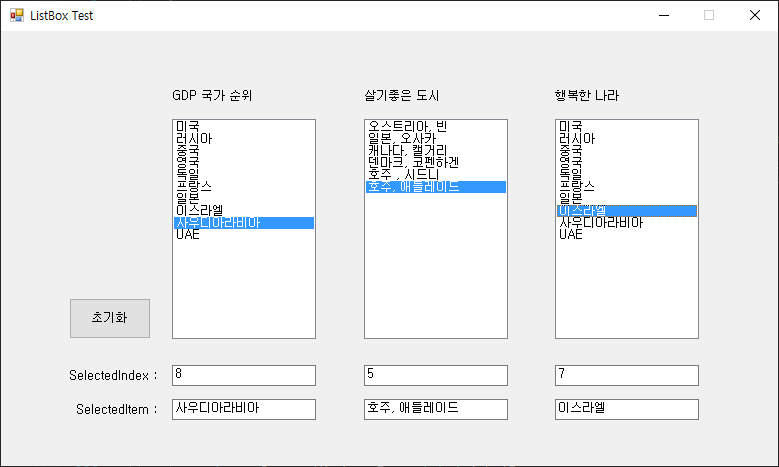 ListBox Test
GDP 국가 순위
미국
러시아
중국
영국
독일
프랑스
일본
이스라엘
사우디아라비아
UAE
살기좋은 도시
오스트리아, 빈
일본, 오사카
캐나다, 캘거리
덴마크, 코펜하겐
호주 , 시드니
호주, 애들레이드
행복한 나라
미국
러시아
중국
영국
독일
프랑스
일본
이스라엘
사우디아라비아
UAE
초기화
SelectedIndex : 8 5 7
SelectedItem : 사우디아라비아 호주, 애들레이드 이스라엘